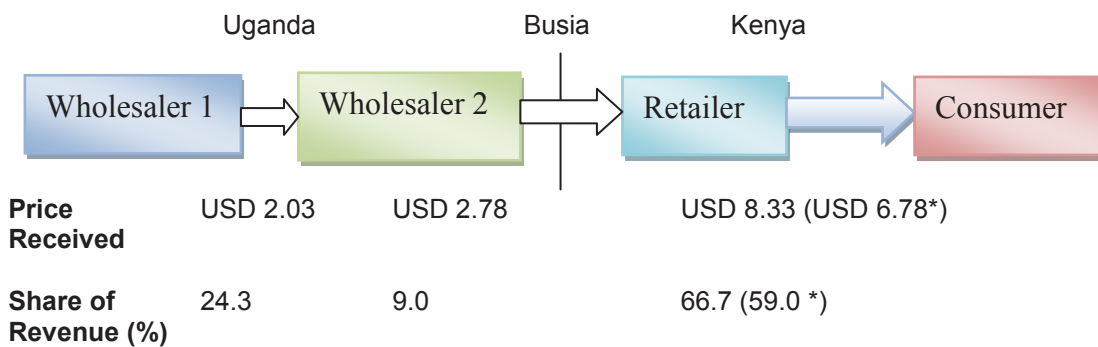 Uganda Busia Kenya
Wholesaler 1 Wholesaler 2 Retailer Consumer
Price USD 2.03 USD 2.78 USD 8.33 (USD 6.78*)
Received
Share of 24.3 9.0 66.7 (59.0 *)
Revenue (%)